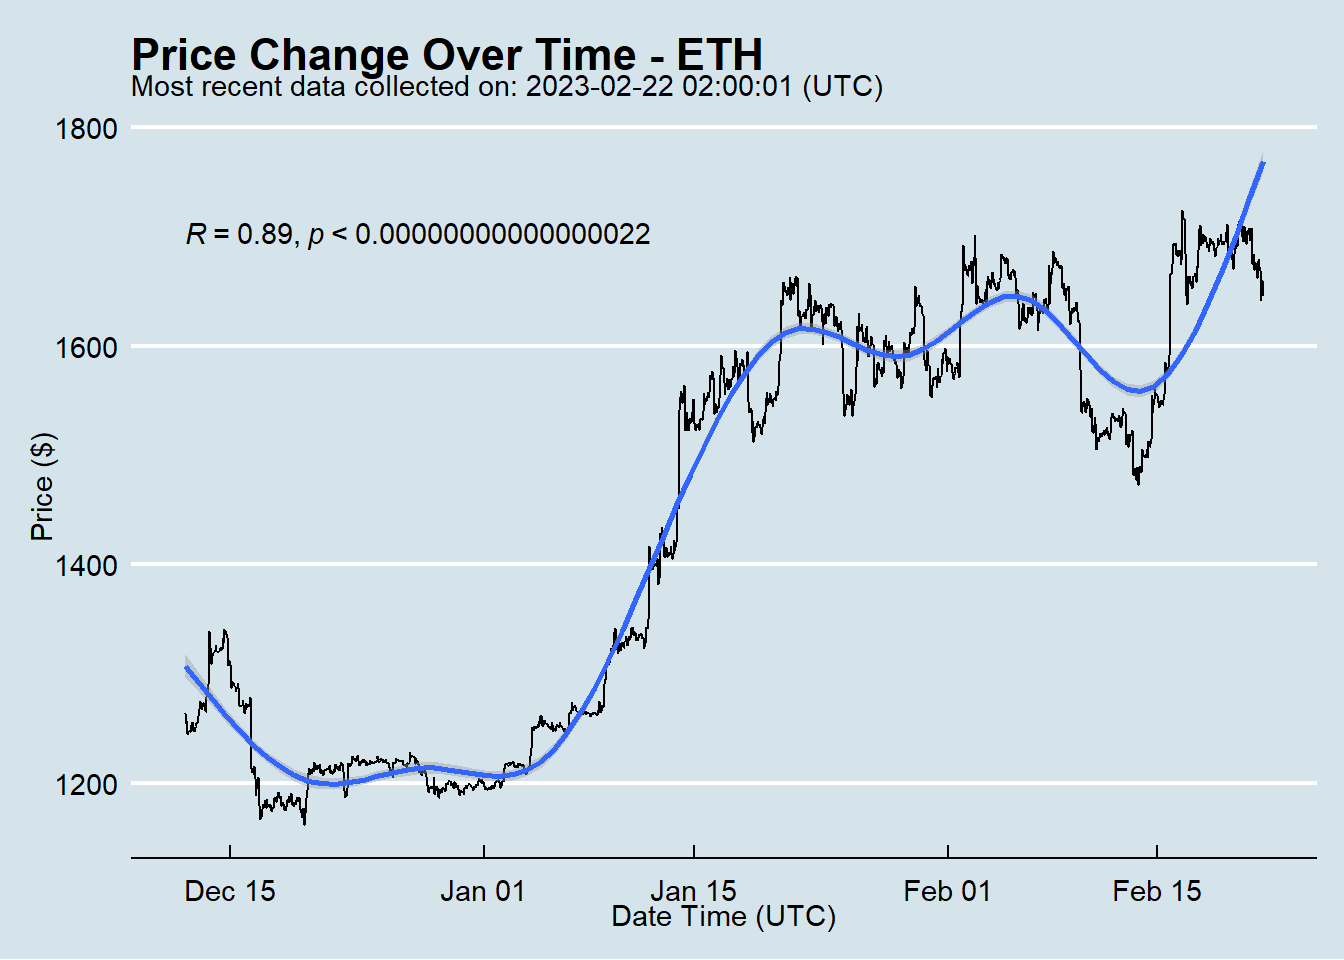 Price Change Over Time - ETH
Most recent data collected on: 2023-02-22 02:00:01 (UTC)
1800
R = 0.89, p < 0.00000000000000022
1600
Price ($)
1400
1200
Dec 15 Jan 01 Jan 15 Feb 01 Feb 15
Date Time (UTC)